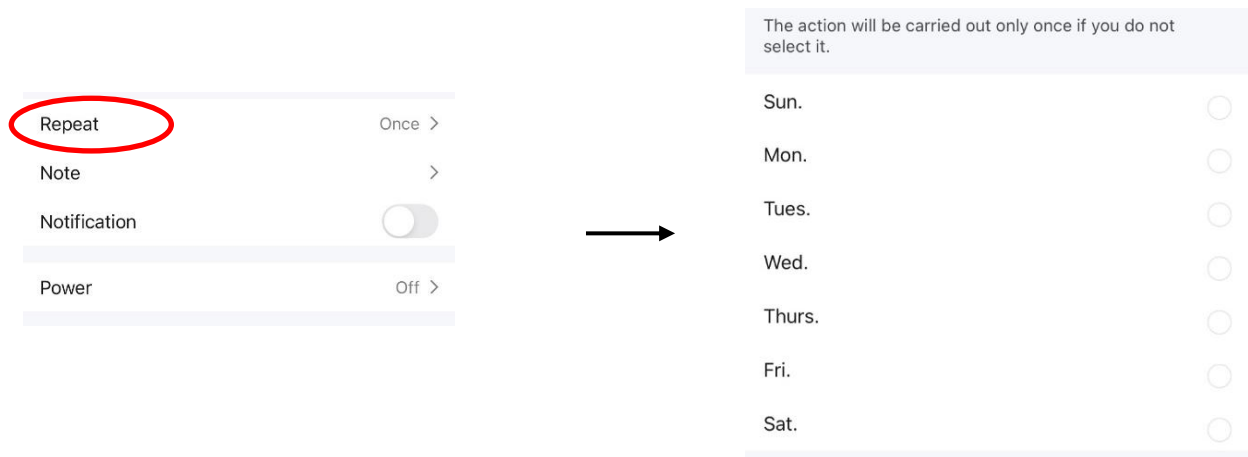 Repeat Once >
Note >
Notification
Power Off >
The action will be carried out only once if you do not
select it.
Sun.
Mon.
Tues.
Wed.
Thurs.
Fri.
Sat.